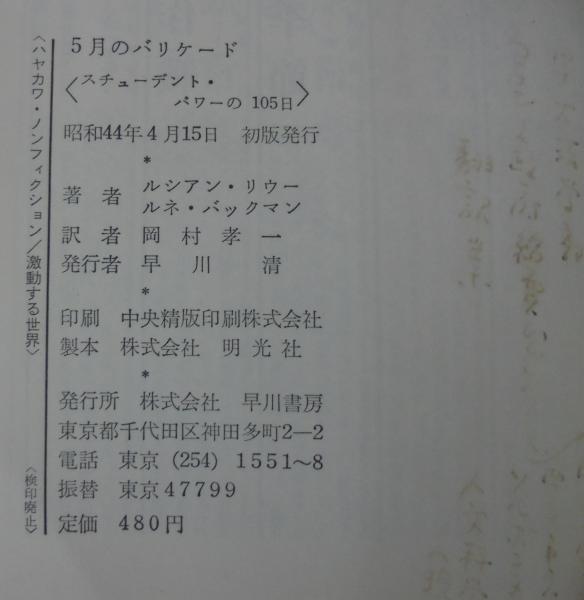 5月のバリケード
〈スチューデント・
パワーの 105日〉
昭和44年4月15日 初版発行
*
著者 ルシアン・リウー
ルネ・バックマン
訳者 岡村孝一
発行者 早川 清
*
印刷 中央精版印刷株式会社
製本 株式会社 明光社
*
発行所 株式会社 早川書房
東京都千代田区神田多町2—2
電話 東京 (254) 1551〜8
振替 東京47799
定価 480円
〈ハヤカワ・ノンフィクション/激動する世界〉
〈検印廃止〉